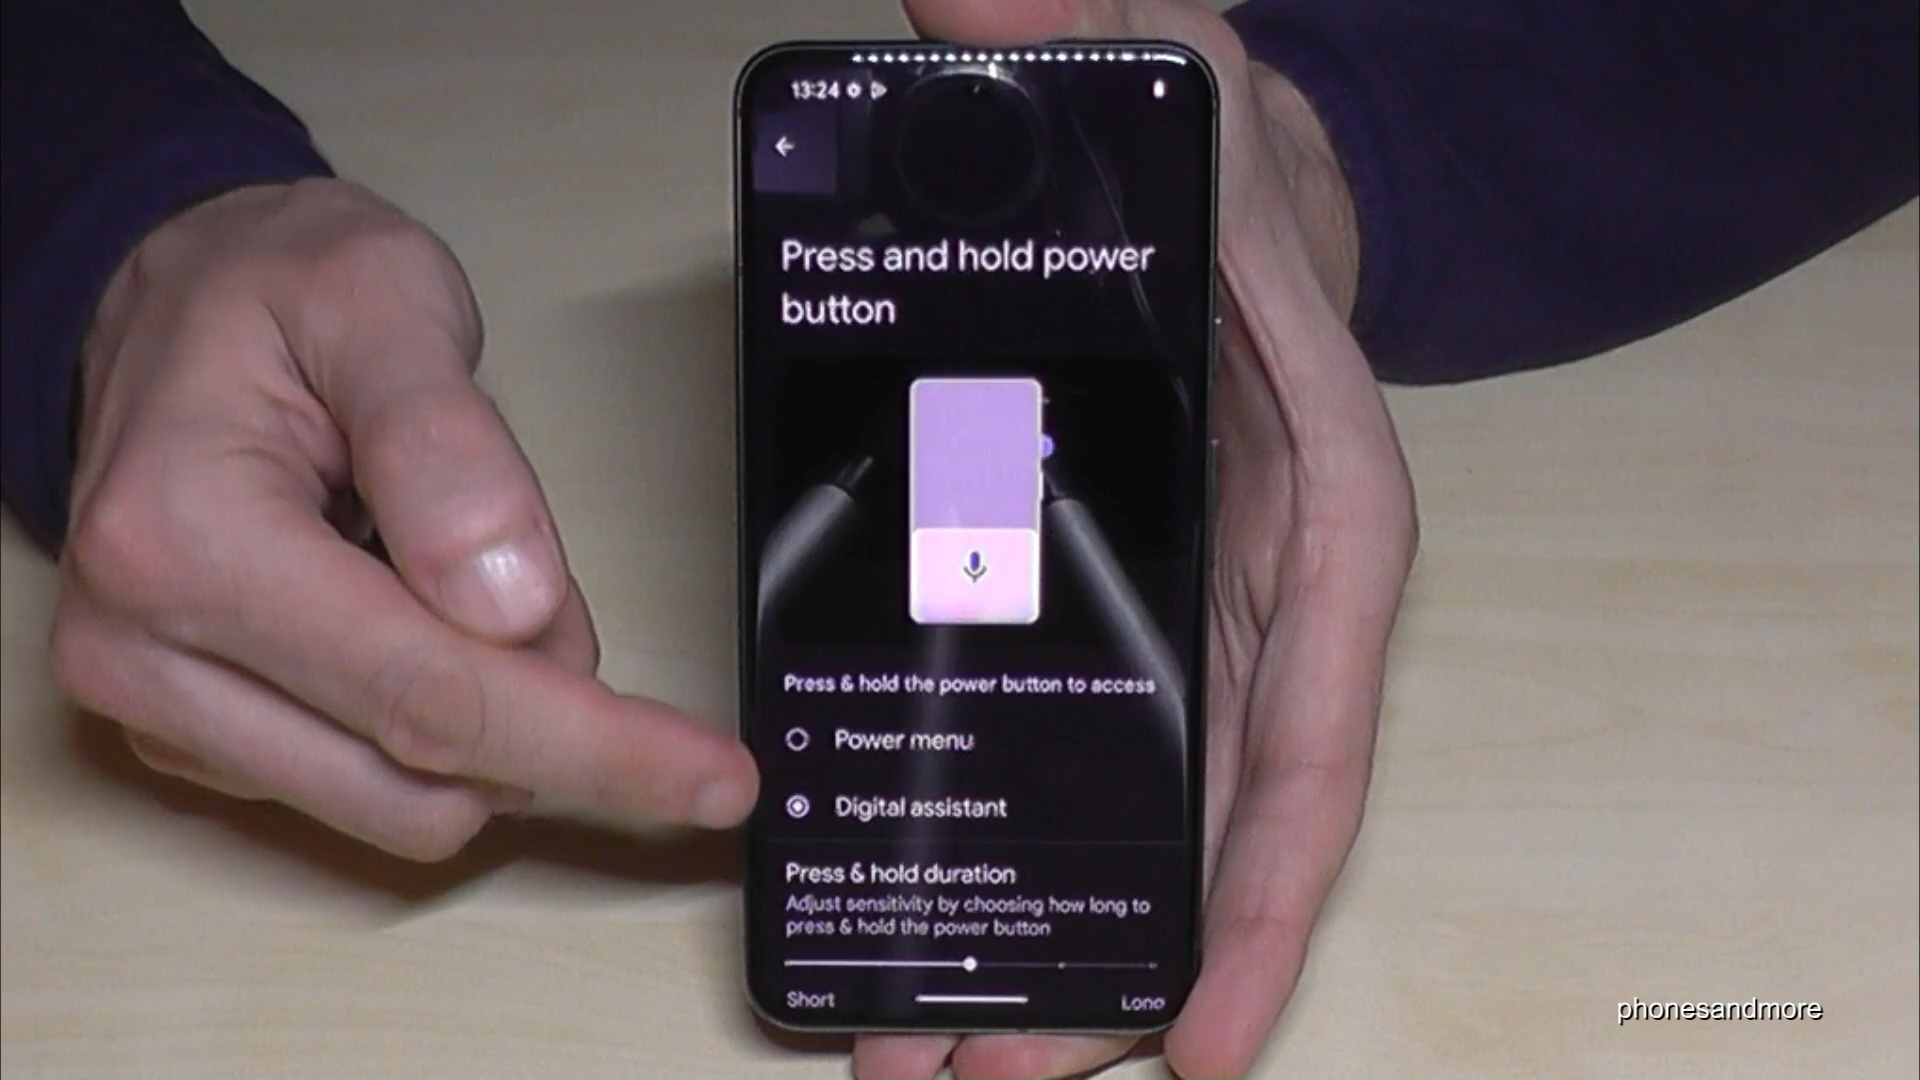 13:24
Press and hold power
button
Press & hold the power button to access
Power menu
Digital assistant
Press & hold duration
Adjust sensitivity by choosing how long to
press & hold the power button
Short
Long
phonesandmore